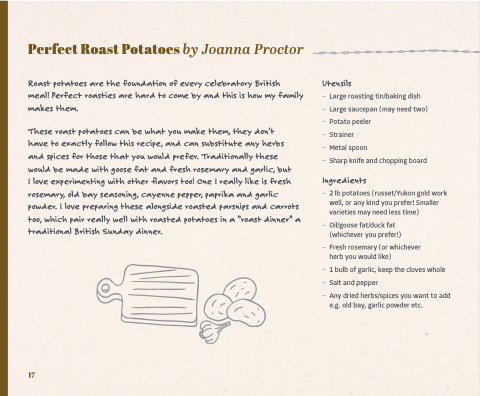 Perfect Roast Potatoes by Joanna Proctor
Roast potatoes are the foundation of every celebratory British
meal! Perfect roasties are hard to come by and this is how my family
makes them.
These roast potatoes can be what you make them, they don't
have to exactly follow this recipe, and can substitute any herbs
and spices for those that you would prefer. Traditionally these
would be made with goose fat and fresh rosemary and garlic, but
I love experimenting with other flavors too! One I really like is fresh
rosemary, old bay seasoning, cayenne pepper, paprika and garlic
powder. I love preparing these alongside roasted parsnips and carrots
too, which pair really well with roasted potatoes in a "roast dinner" a
traditional British Sunday dinner.
Utensils
- Large roasting tin/baking dish
- Large saucepan (may need two)
- Potato peeler
- Strainer
- Metal spoon
- Sharp knife and chopping board
Ingredients
- 2 lb potatoes (russet/Yukon gold work
well, or any kind you prefer! Smaller
varieties may need less time)
- Oil/goose fat/duck fat
(whichever you prefer!)
- Fresh rosemary (or whichever
herb you would like)
- 1 bulb of garlic, keep the cloves whole
- Salt and pepper
- Any dried herbs/spices you want to add
e.g. old bay, garlic powder etc.
17